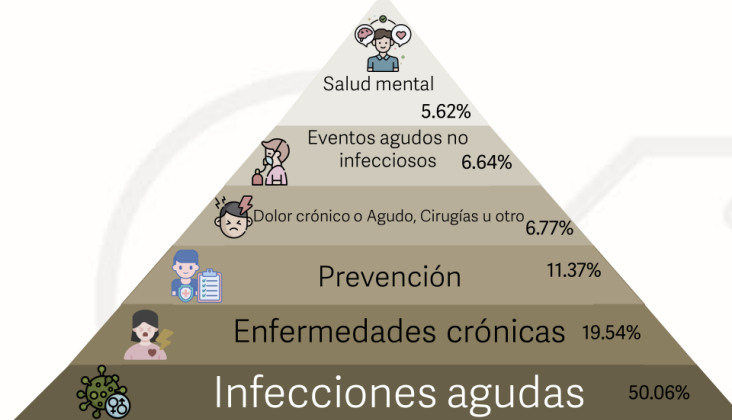 Salud mental
5.62%
Eventos agudos no
infecciosos 6.64%
Dolor crónico o Agudo, Cirugías u otro 6.77%
Prevención 11.37%
Enfermedades crónicas 19.54%
Infecciones agudas 50.06%